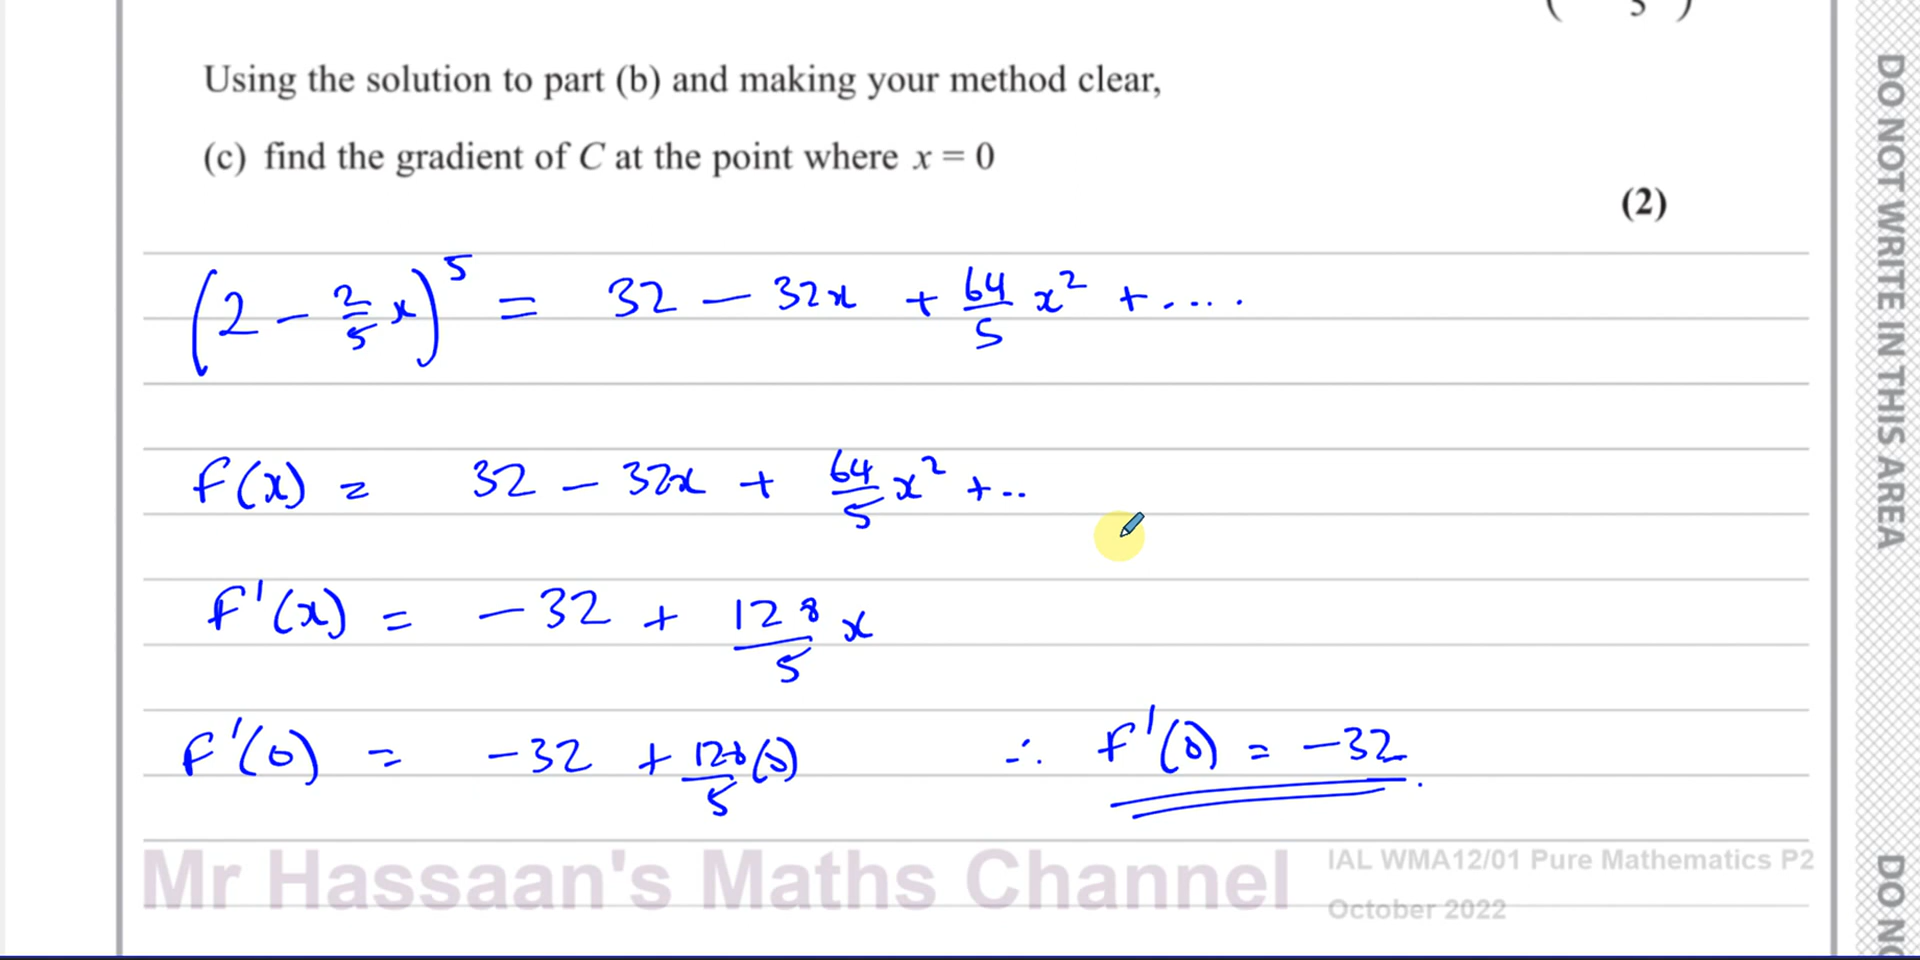 ( 5 )
Using the solution to part (b) and making your method clear,
(c) find the gradient of C at the point where x = 0
(2)
(2 − 2/5 x)^5 = 32 − 32x + 64/5 x² + ....
f(x) = 32 − 32x + 64/5 x² + ..
f'(x) = −32 + 128/5 x
f'(0) = −32 + 128/5 (0) ∴ f'(0) = −32.
Mr Hassaan's Maths Channel
IAL WMA12/01 Pure Mathematics P2
October 2022
DO NOT WRITE IN THIS AREA
DO NO